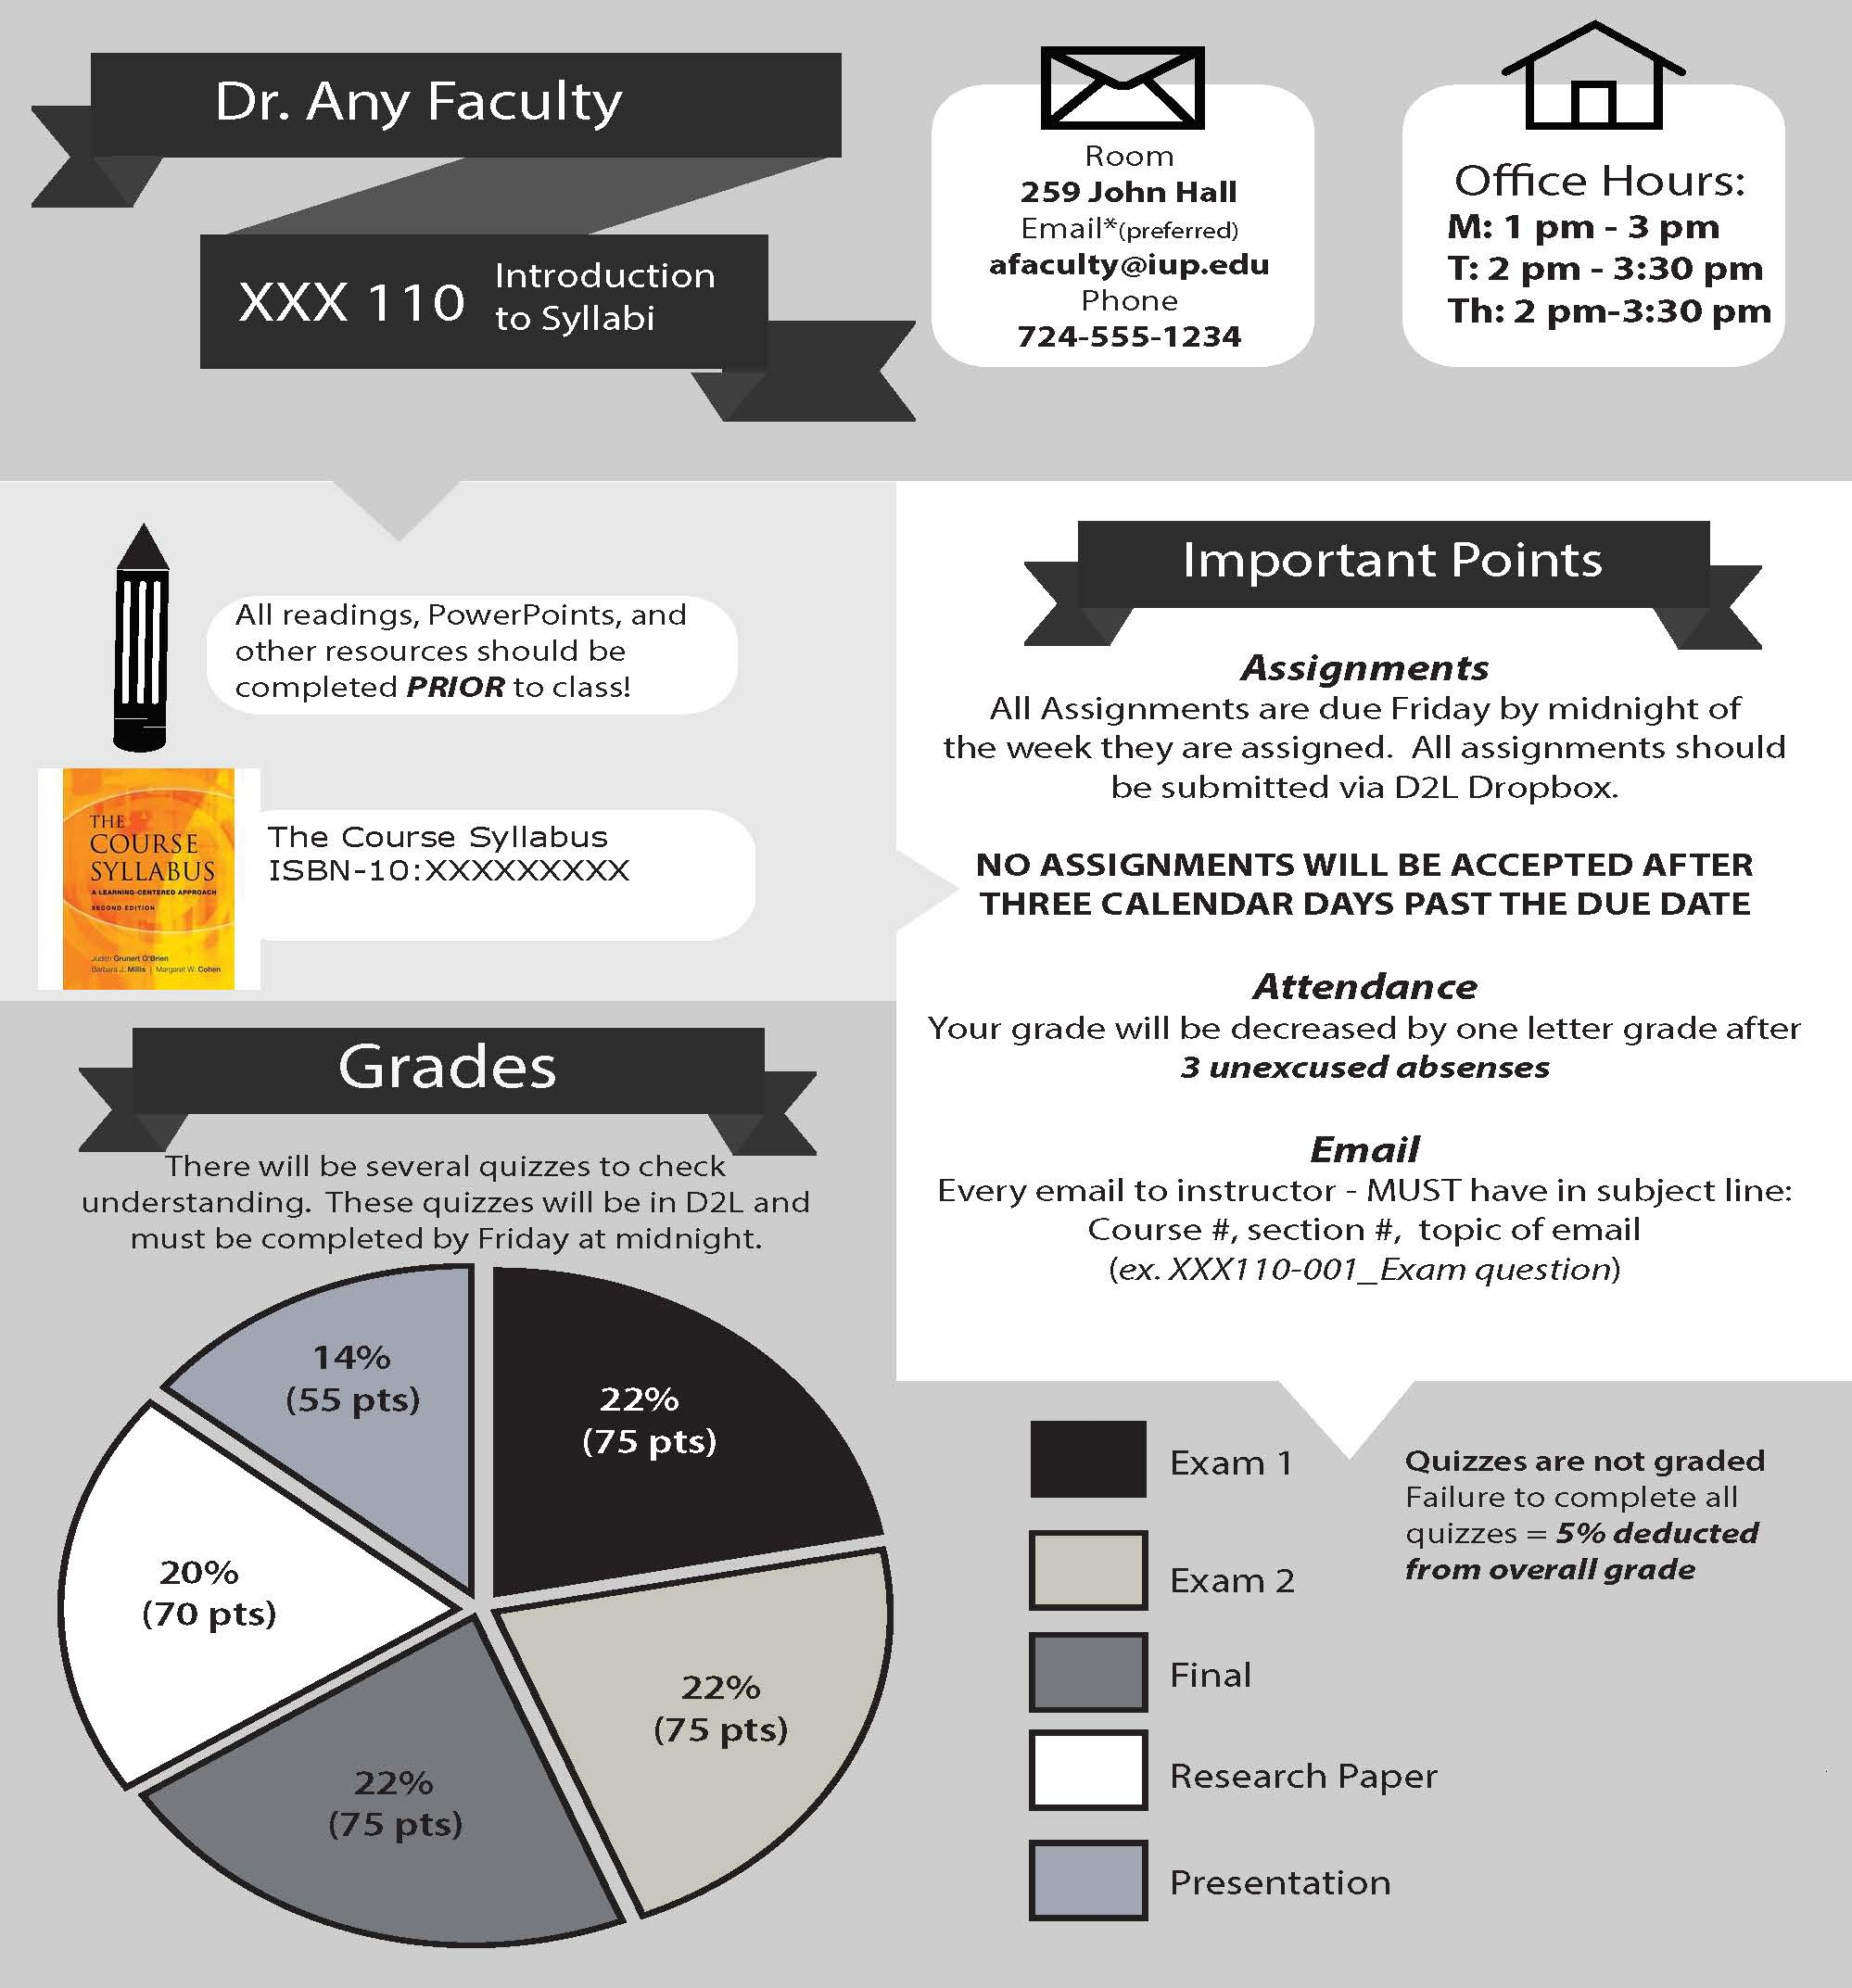 Dr. Any Faculty
XXX 110
Introduction
to Syllabi
Room
259 John Hall
Email*(preferred)
afaculty@iup.edu
Phone
724-555-1234
Office Hours:
M: 1 pm - 3 pm
T: 2 pm - 3:30 pm
Th: 2 pm-3:30 pm
All readings, PowerPoints, and
other resources should be
completed PRIOR to class!
THE
COURSE
SYLLABUS
A LEARNING-CENTERED APPROACH
SECOND EDITION
Judith Grunert O'Brien
Barbara J. Millis | Margaret W. Cohen
The Course Syllabus
ISBN-10:XXXXXXXXX
Important Points
Assignments
All Assignments are due Friday by midnight of
the week they are assigned.  All assignments should
be submitted via D2L Dropbox.
NO ASSIGNMENTS WILL BE ACCEPTED AFTER
THREE CALENDAR DAYS PAST THE DUE DATE
Attendance
Your grade will be decreased by one letter grade after
3 unexcused absenses
Email
Every email to instructor - MUST have in subject line:
Course #, section #,  topic of email
(ex. XXX110-001_Exam question)
Grades
There will be several quizzes to check
understanding.  These quizzes will be in D2L and
must be completed by Friday at midnight.
14%
(55 pts)
22%
(75 pts)
20%
(70 pts)
22%
(75 pts)
22%
(75 pts)
Exam 1
Exam 2
Final
Research Paper
Presentation
Quizzes are not graded
Failure to complete all
quizzes = 5% deducted
from overall grade